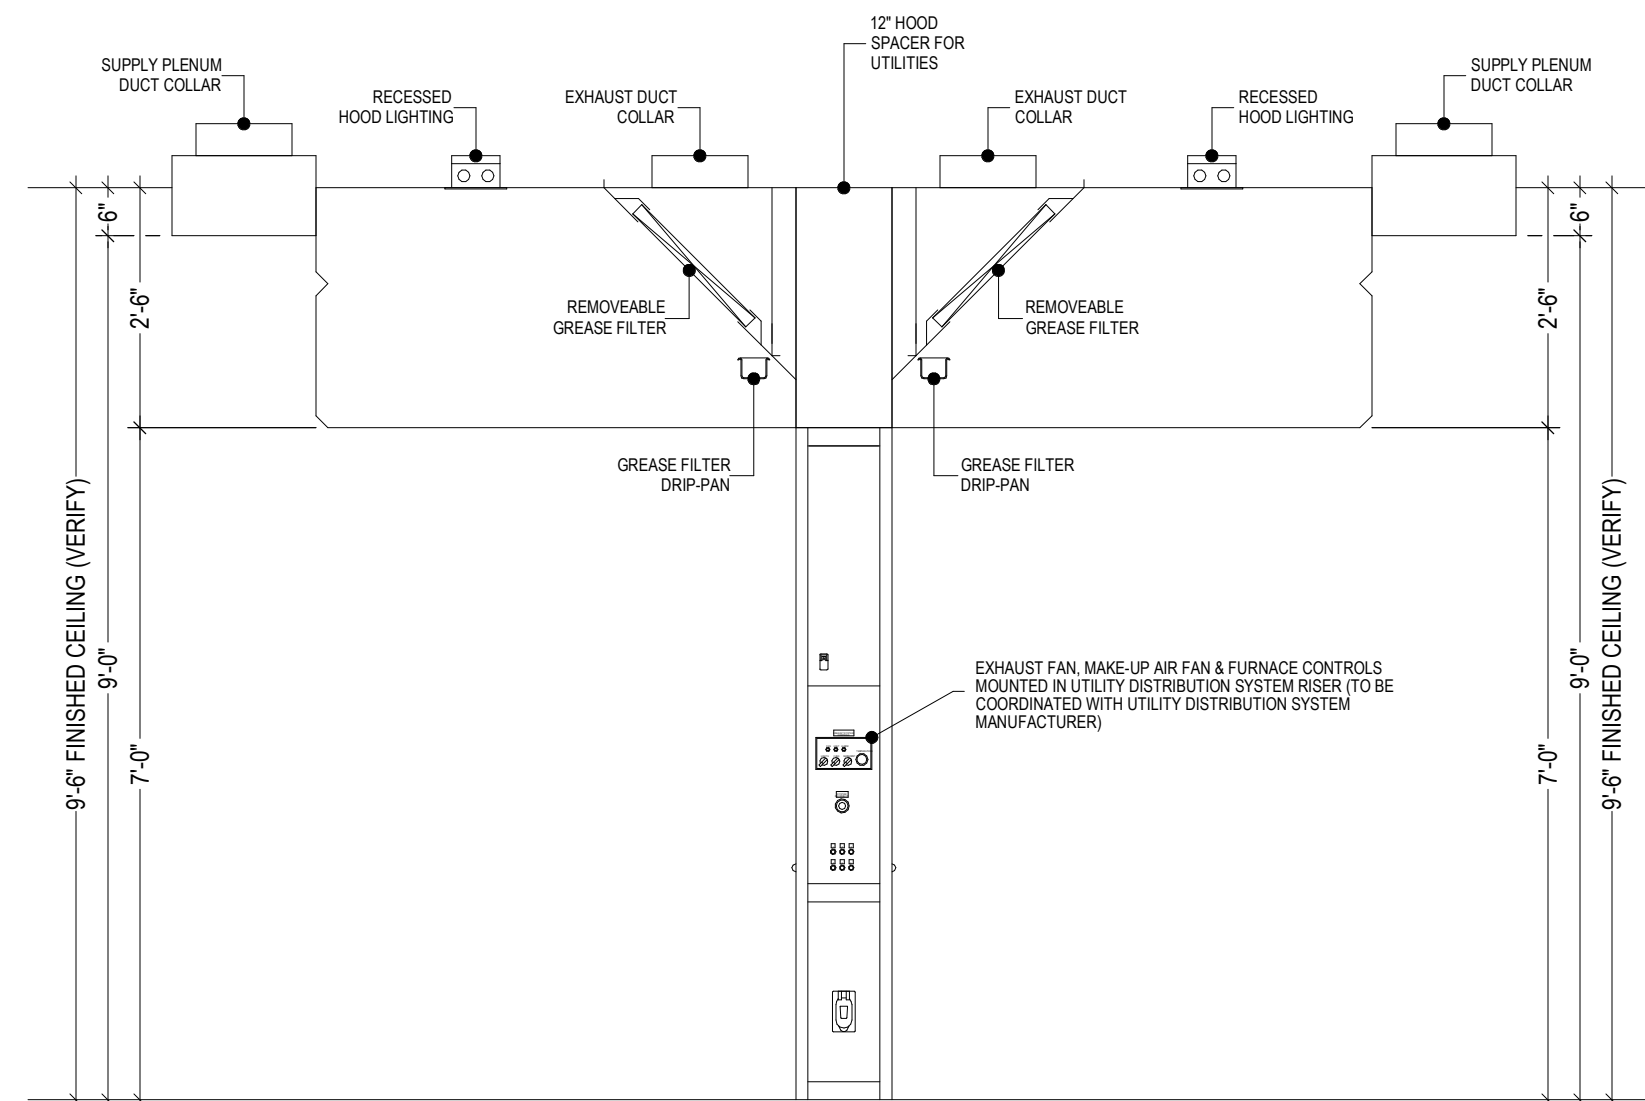 12" HOOD
SPACER FOR
UTILITIES
SUPPLY PLENUM
DUCT COLLAR
RECESSED
HOOD LIGHTING
EXHAUST DUCT
COLLAR
EXHAUST DUCT
COLLAR
RECESSED
HOOD LIGHTING
SUPPLY PLENUM
DUCT COLLAR
6"
2'-6"
REMOVEABLE
GREASE FILTER
REMOVEABLE
GREASE FILTER
6"
2'-6"
GREASE FILTER
DRIP-PAN
GREASE FILTER
DRIP-PAN
9'-6" FINISHED CEILING (VERIFY)
9'-0"
7'-0"
EXHAUST FAN, MAKE-UP AIR FAN & FURNACE CONTROLS
MOUNTED IN UTILITY DISTRIBUTION SYSTEM RISER (TO BE
COORDINATED WITH UTILITY DISTRIBUTION SYSTEM
MANUFACTURER)
7'-0"
9'-0"
9'-6" FINISHED CEILING (VERIFY)